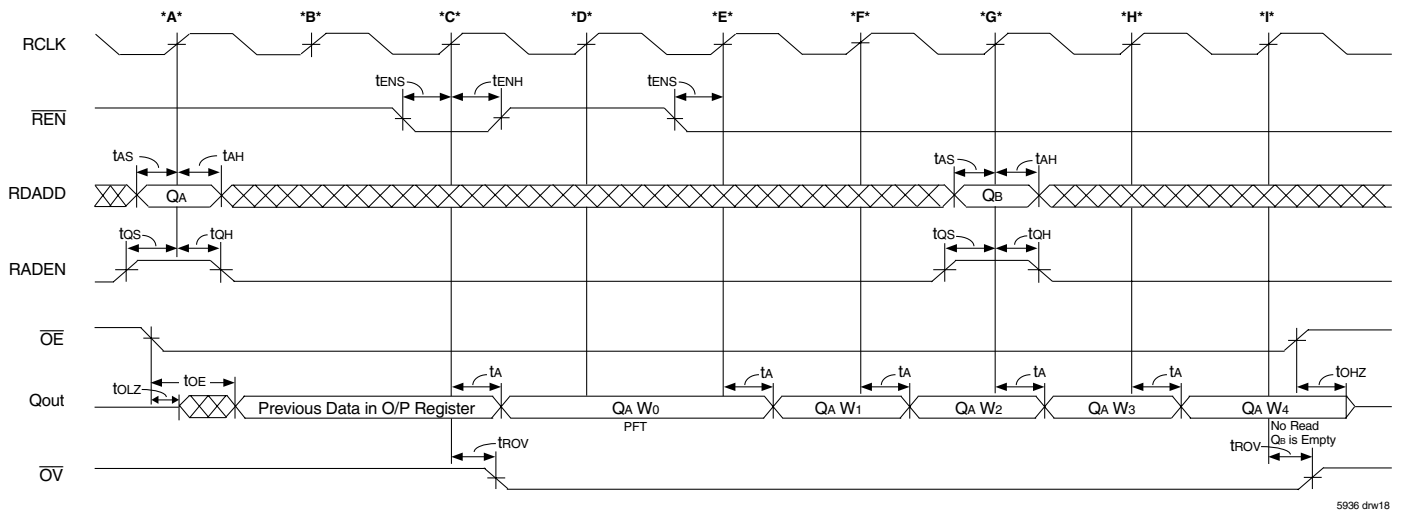 *A* *B* *C* *D* *E* *F* *G* *H* *I*
RCLK
tENS tENH tENS
REN
tAS tAH tAS tAH
RDADD QA QB
tQS tQH tQS tQH
RADEN
OE
tOLZ tOE tA tA tA tA tA tOHZ
Qout Previous Data in O/P Register QA W0 QA W1 QA W2 QA W3 QA W4
PFT No Read
QB is Empty
tROV tROV
OV
5936 drw18